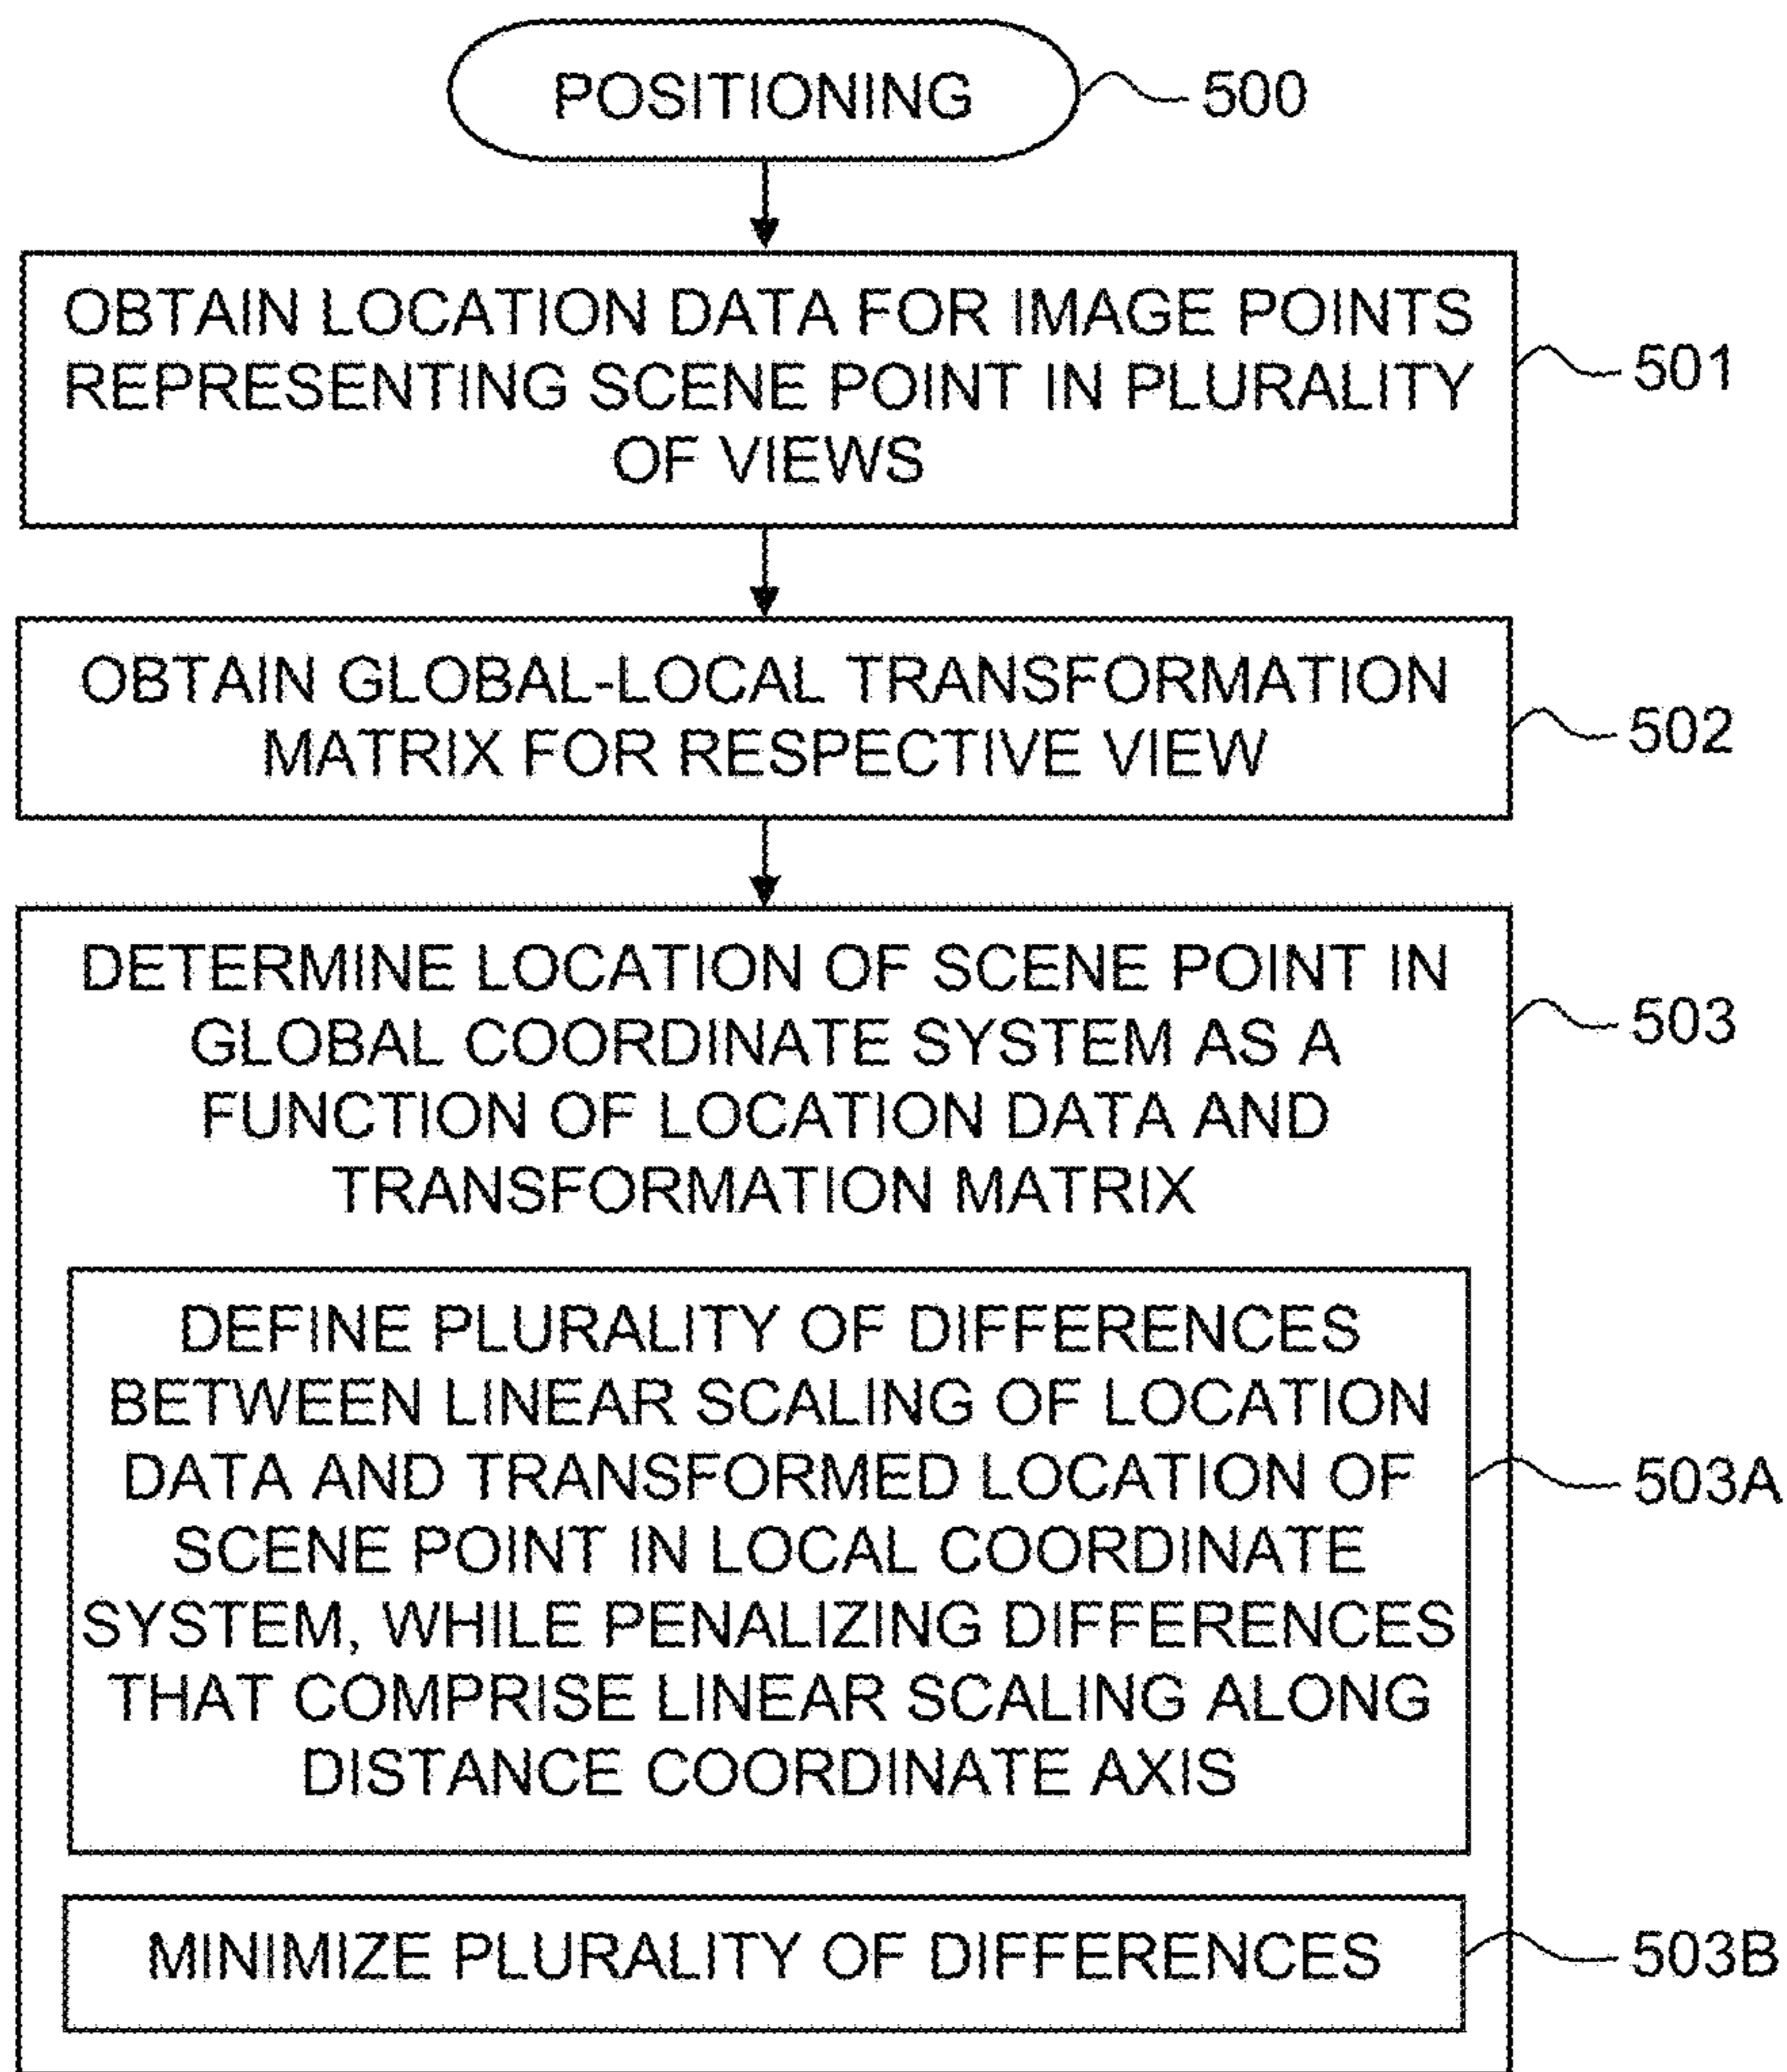 POSITIONING
500
OBTAIN LOCATION DATA FOR IMAGE POINTS
REPRESENTING SCENE POINT IN PLURALITY
OF VIEWS
501
OBTAIN GLOBAL-LOCAL TRANSFORMATION
MATRIX FOR RESPECTIVE VIEW
502
DETERMINE LOCATION OF SCENE POINT IN
GLOBAL COORDINATE SYSTEM AS A
FUNCTION OF LOCATION DATA AND
TRANSFORMATION MATRIX
503
DEFINE PLURALITY OF DIFFERENCES
BETWEEN LINEAR SCALING OF LOCATION
DATA AND TRANSFORMED LOCATION OF
SCENE POINT IN LOCAL COORDINATE
SYSTEM, WHILE PENALIZING DIFFERENCES
THAT COMPRISE LINEAR SCALING ALONG
DISTANCE COORDINATE AXIS
503A
MINIMIZE PLURALITY OF DIFFERENCES
503B